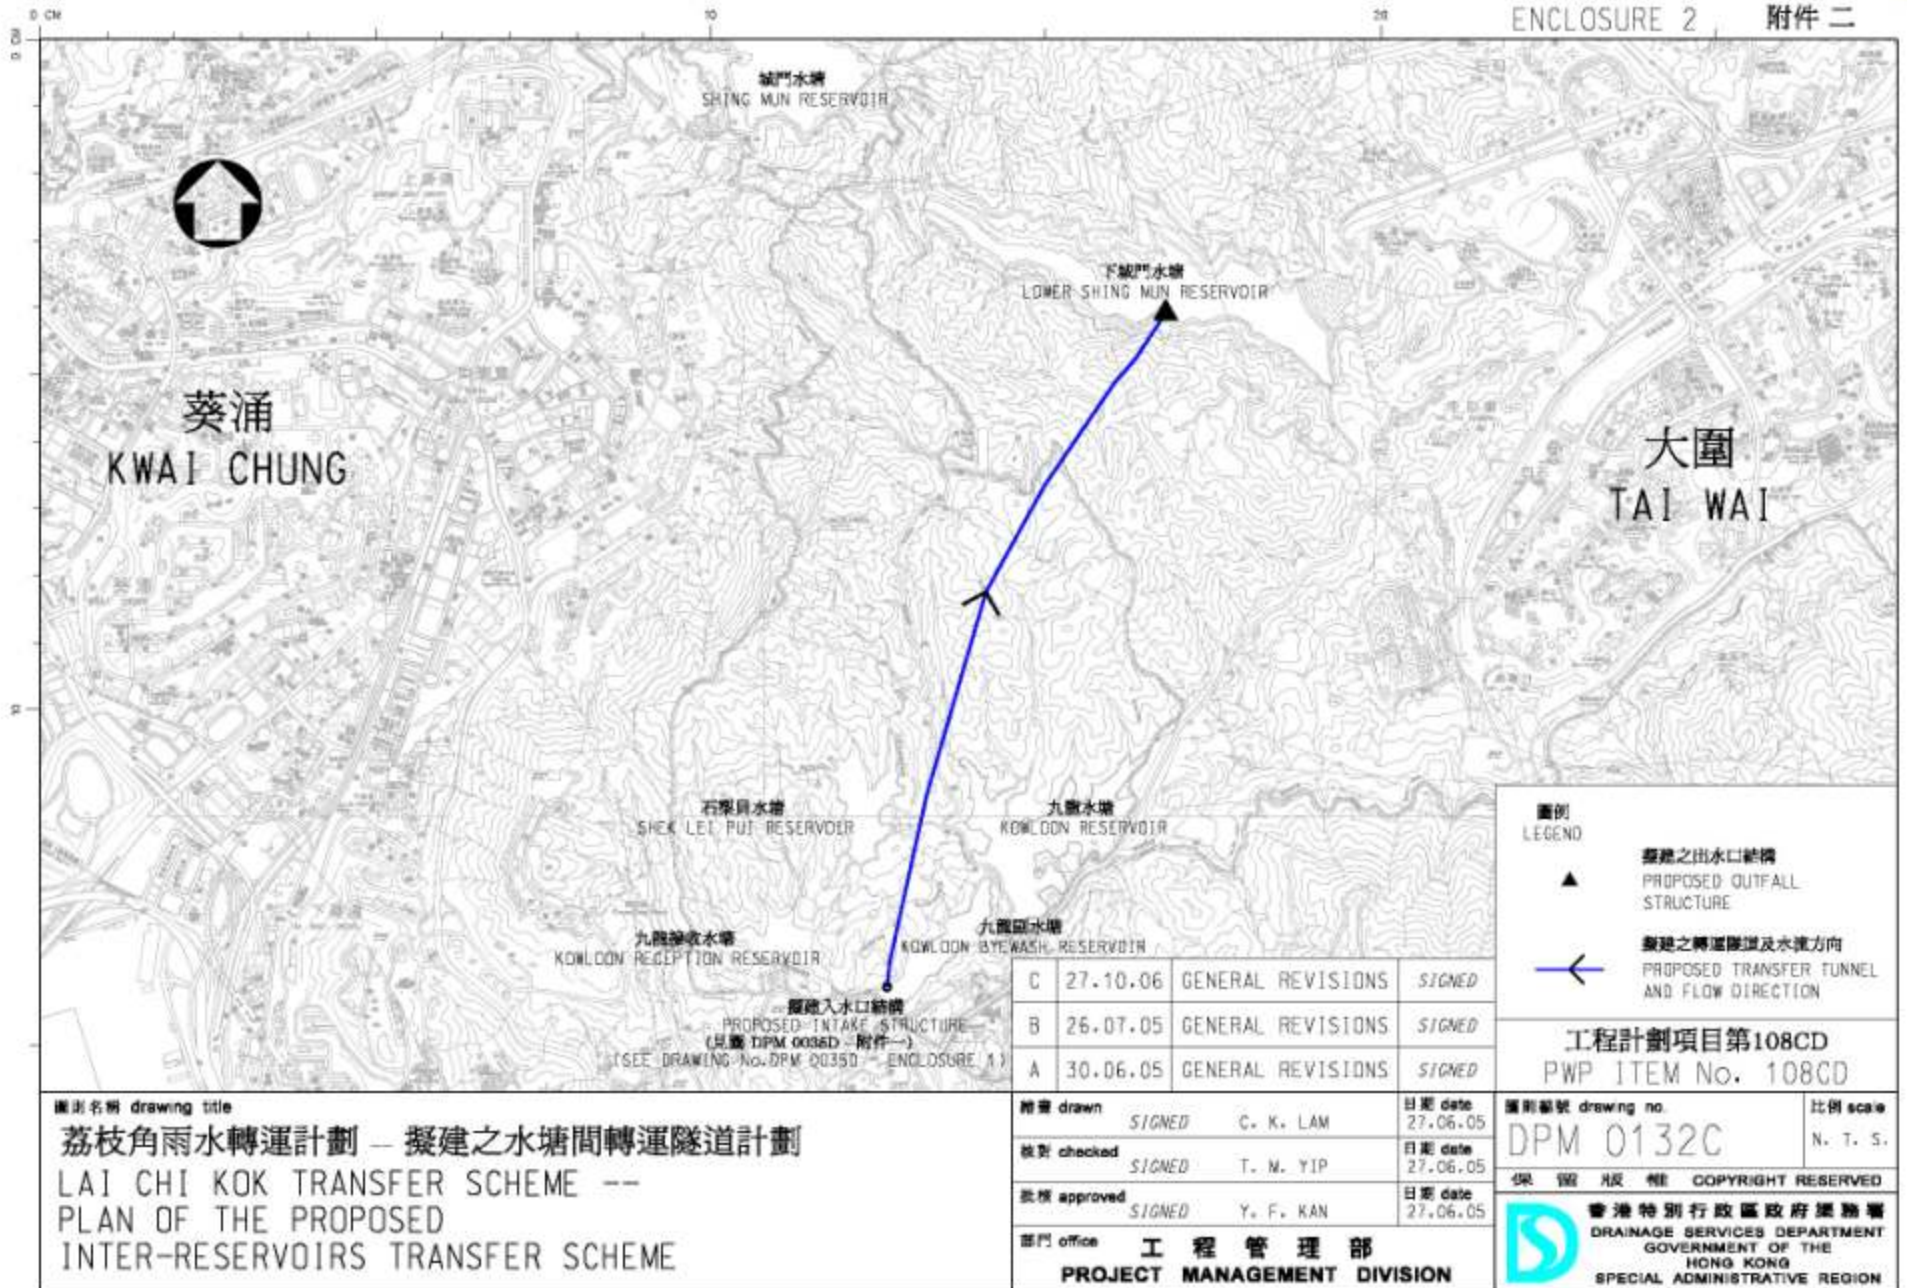 0 CM
10
20
0 CM
10
ENCLOSURE 2 附件 二
城門水塘
SHING MUN RESERVOIR
下城門水塘
LOWER SHING MUN RESERVOIR
葵涌
KWAI CHUNG
大圍
TAI WAI
石梨貝水塘
SHEK LEI PUI RESERVOIR
九龍水塘
KOWLOON RESERVOIR
九龍接收水塘
KOWLOON RECEPTION RESERVOIR
九龍副水塘
KOWLOON BYEWASH RESERVOIR
擬建入水口結構
PROPOSED INTAKE STRUCTURE
(見圖 DPM 0035D - 附件一)
(SEE DRAWING No.DPM 0035D - ENCLOSURE 1)
圖例
LEGEND
擬建之出水口結構
PROPOSED OUTFALL
STRUCTURE
擬建之轉運隧道及水流方向
PROPOSED TRANSFER TUNNEL
AND FLOW DIRECTION
C 27.10.06 GENERAL REVISIONS SIGNED
B 26.07.05 GENERAL REVISIONS SIGNED
A 30.06.05 GENERAL REVISIONS SIGNED
工程計劃項目第108CD
PWP ITEM No. 108CD
圖則名稱 drawing title
荔枝角雨水轉運計劃 – 擬建之水塘間轉運隧道計劃
LAI CHI KOK TRANSFER SCHEME --
PLAN OF THE PROPOSED
INTER-RESERVOIRS TRANSFER SCHEME
繪畫 drawn SIGNED C. K. LAM 日期 date 27.06.05
核對 checked SIGNED T. M. YIP 日期 date 27.06.05
批核 approved SIGNED Y. F. KAN 日期 date 27.06.05
部門 office 工程管理部
PROJECT MANAGEMENT DIVISION
圖則編號 drawing no.
DPM 0132C
比例 scale
N. T. S.
保留版權 COPYRIGHT RESERVED
香港特別行政區政府渠務署
DRAINAGE SERVICES DEPARTMENT
GOVERNMENT OF THE
HONG KONG
SPECIAL ADMINISTRATIVE REGION